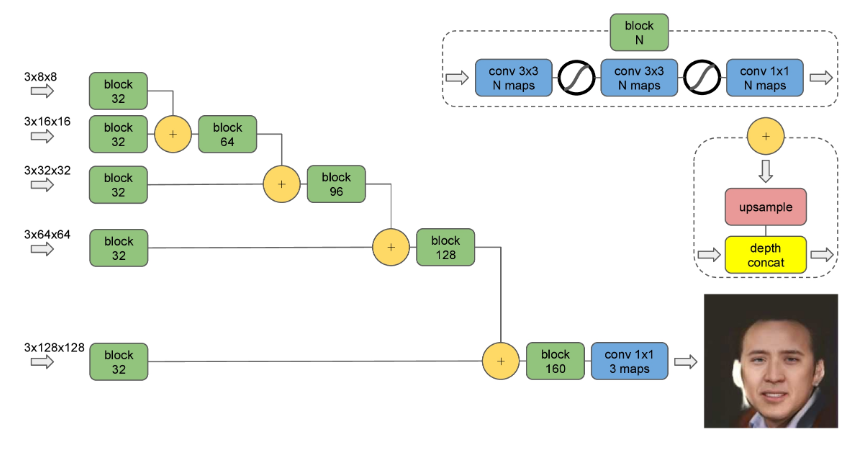 block
N
conv 3x3
N maps
conv 3x3
N maps
conv 1x1
N maps
3x8x8
block
32
3x16x16
block
32
+
block
64
+
3x32x32
block
32
+
block
96
upsample
3x64x64
block
32
+
block
128
depth
concat
3x128x128
block
32
+
block
160
conv 1x1
3 maps